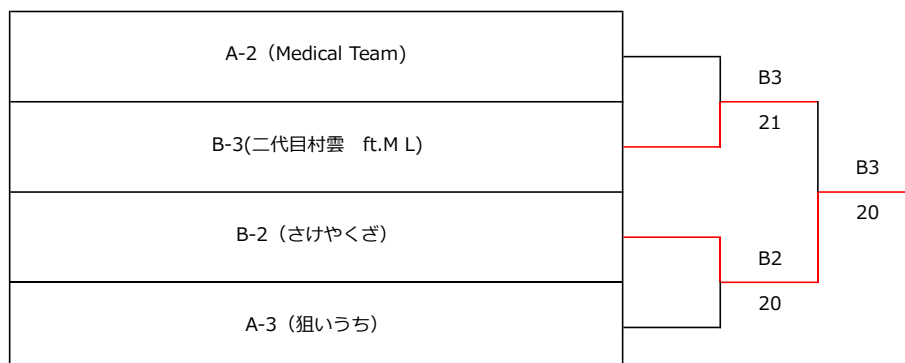 A-2（Medical Team)
B3
21
B-3(二代目村雲　ft.M L)
B3
20
B-2（さけやくざ）
B2
20
A-3（狙いうち）